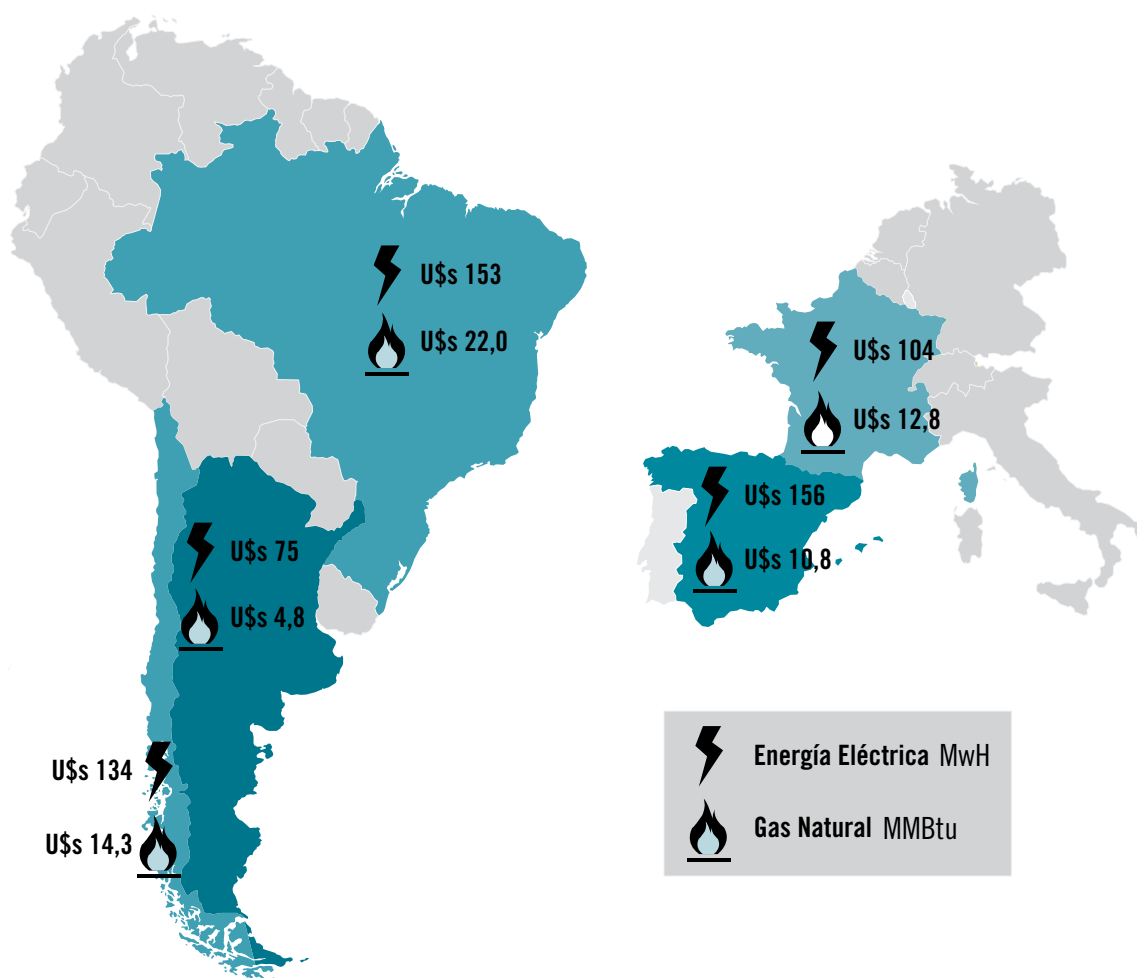 U$s 153
U$s 22,0
U$s 104
U$s 12,8
U$s 156
U$s 10,8
U$s 75
U$s 4,8
U$s 134
U$s 14,3
Energía Eléctrica MwH
Gas Natural MMBtu